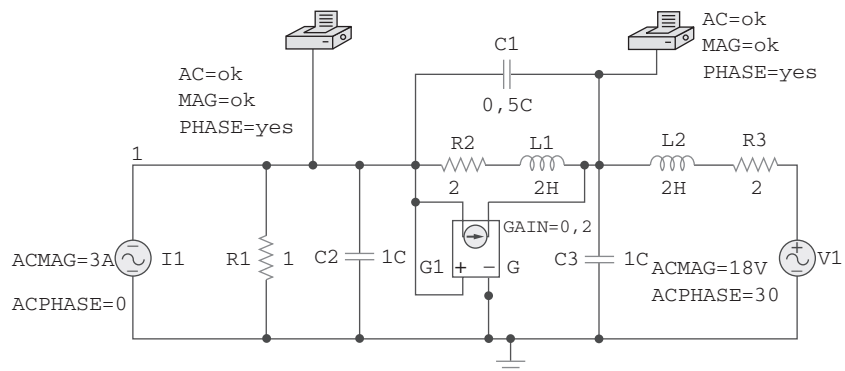 AC=ok
MAG=ok
PHASE=yes
AC=ok
MAG=ok
PHASE=yes
C1
0,5C
1
R2
2
L1
2H
L2
2H
R3
2
GAIN=0,2
ACMAG=3A
I1
ACPHASE=0
R1
1
C2
1C
G1
+
−
G
C3
1C
ACMAG=18V
ACPHASE=30
+
V1